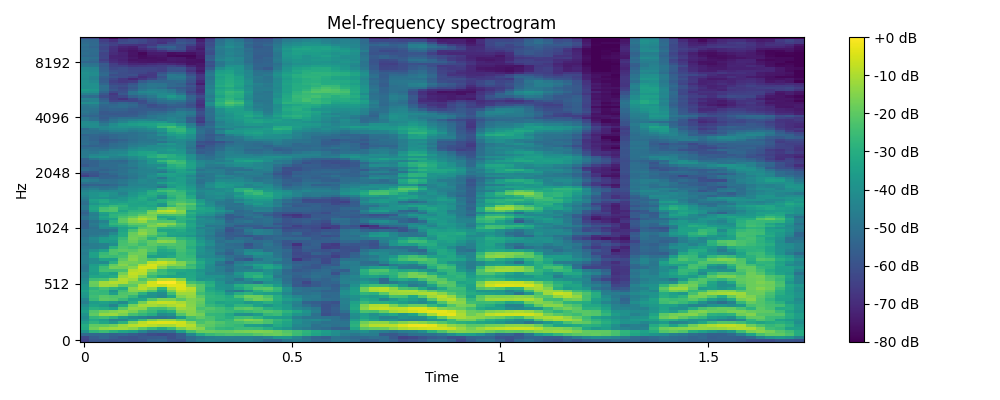 Mel-frequency spectrogram
Hz
8192
4096
2048
1024
512
0
0
0.5
1
1.5
Time
+0 dB
-10 dB
-20 dB
-30 dB
-40 dB
-50 dB
-60 dB
-70 dB
-80 dB